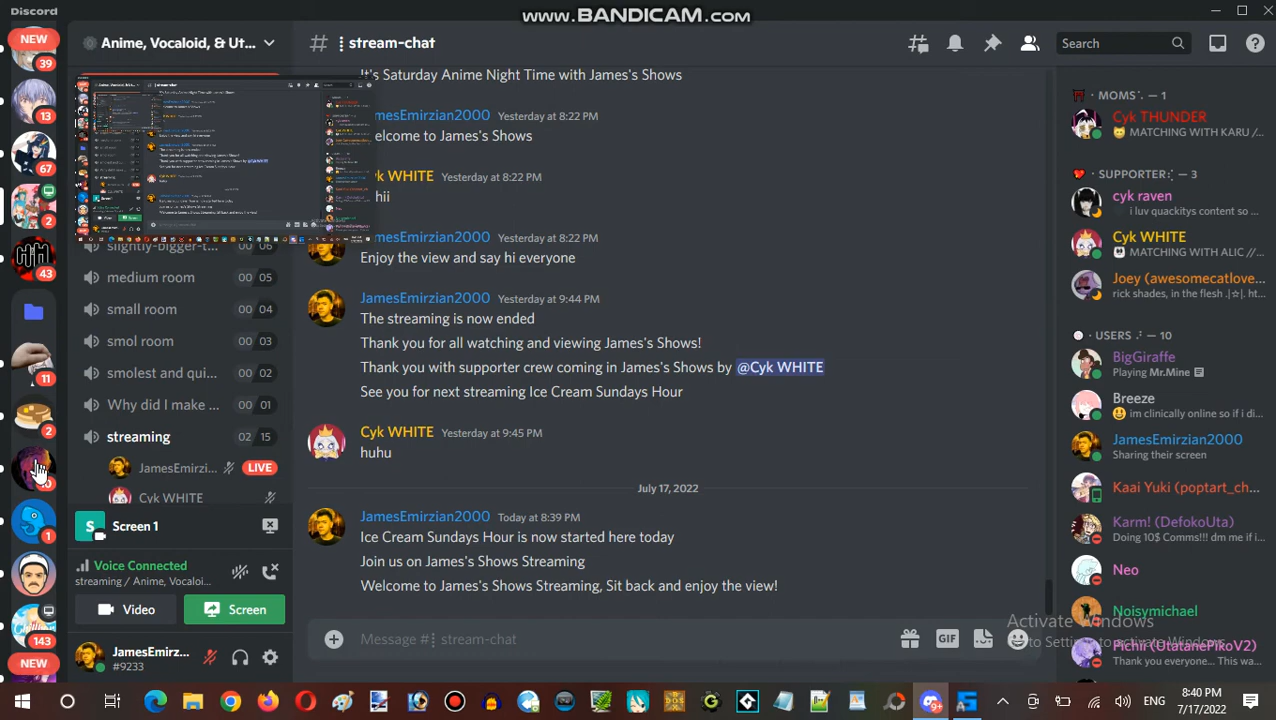 Discord
www.BANDICAM.com
NEW
39
13
67
2
43
11
2
1
143
NEW
Anime, Vocaloid, & Ut...
medium room
00 05
small room
00 04
smol room
00 03
smolest and qui...
00 02
Why did I make ...
00 01
streaming
02 15
JamesEmirzi...
LIVE
Cyk WHITE
Screen 1
Voice Connected
streaming / Anime, Vocaloi...
Video
Screen
JamesEmirz...
#9233
stream-chat
Search
It's Saturday Anime Night Time with James's Shows
mesEmirzian2000 Yesterday at 8:22 PM
elcome to James's Shows
yk WHITE Yesterday at 8:22 PM
hii
mesEmirzian2000 Yesterday at 8:22 PM
Enjoy the view and say hi everyone
JamesEmirzian2000 Yesterday at 9:44 PM
The streaming is now ended
Thank you for all watching and viewing James's Shows!
Thank you with supporter crew coming in James's Shows by @Cyk WHITE
See you for next streaming Ice Cream Sundays Hour
Cyk WHITE Yesterday at 9:45 PM
huhu
July 17, 2022
JamesEmirzian2000 Today at 8:39 PM
Ice Cream Sundays Hour is now started here today
Join us on James's Shows Streaming
Welcome to James's Shows Streaming, Sit back and enjoy the view!
Message #⋮ stream-chat
GIF
MOMS'. — 1
Cyk THUNDER
MATCHING WITH KARU //...
SUPPORTER — 3
cyk raven
i luv quackitys content so ...
Cyk WHITE
MATCHING WITH ALIC //...
Joey (awesomecatlove...
rick shades, in the flesh .|☆|. ht...
USERS — 10
BigGiraffe
Playing Mr.Mine
Breeze
im clinically online so if i di...
JamesEmirzian2000
Sharing their screen
Kaai Yuki (poptart_ch...
Karm! (DefokoUta)
Doing 10$ Comms!! dm me if i...
Neo
Noisymichael
Pichir (UtatanePikoV2)
Thank you everyone... This wa...
Activate Windows
to Settin
ENG
8:40 PM
7/17/2022